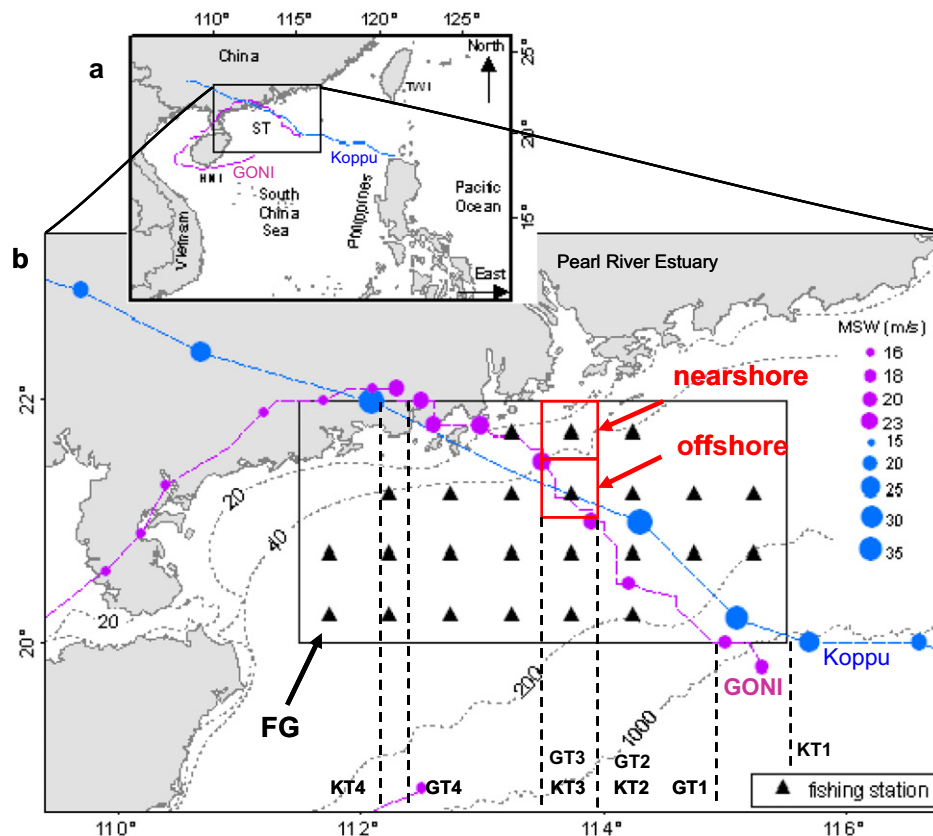 110° 115° 120° 125°
a
China
North
25°
TWI
ST
20°
Koppu
GONI
HNI
South
China
Sea
Vietnam
Philippines
Pacific
Ocean
15°
East
b
Pearl River Estuary
MSW (m/s)
16
18
20
23
15
20
25
30
35
nearshore
offshore
22°
20
40
20
20°
Koppu
GONI
200
1000
FG
KT1
GT3 GT2
KT4 GT4 KT3 KT2 GT1
fishing station
110° 112° 114° 116°